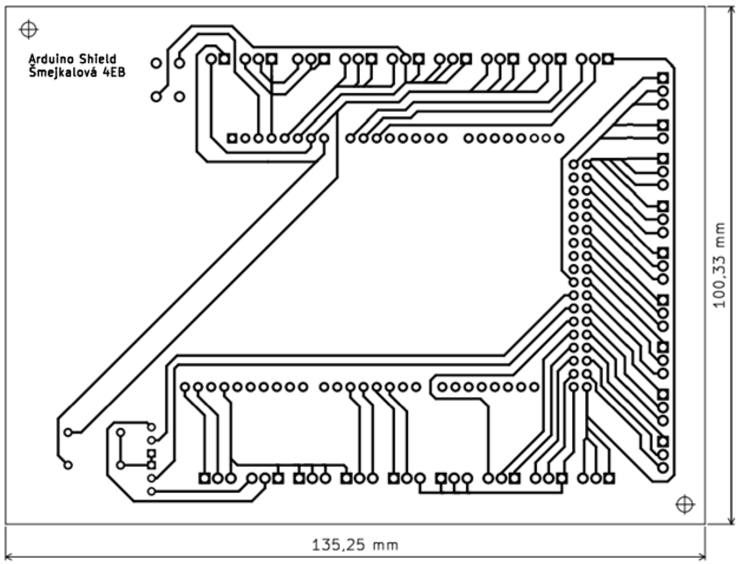 Arduino Shield
Šmejkalová 4EB
100,33 mm
135,25 mm